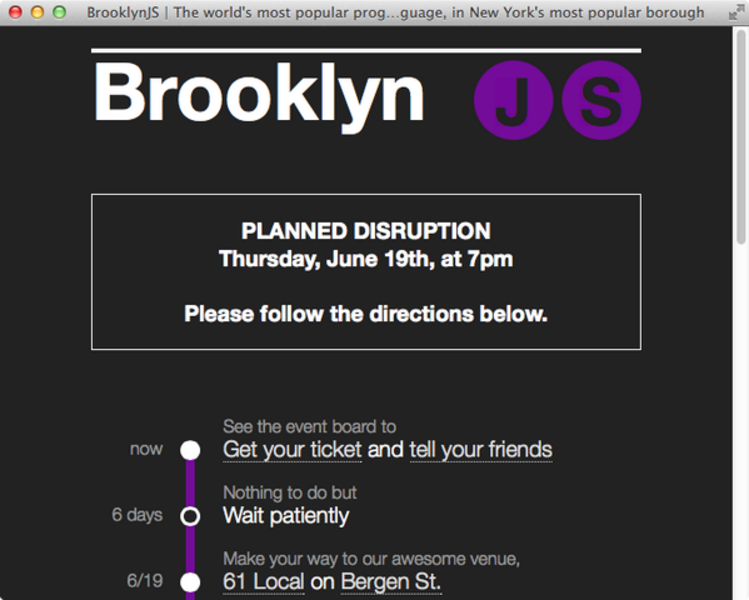 BrooklynJS | The world's most popular prog...guage, in New York's most popular borough
Brooklyn J S
PLANNED DISRUPTION
Thursday, June 19th, at 7pm
Please follow the directions below.
See the event board to
now Get your ticket and tell your friends
Nothing to do but
6 days Wait patiently
Make your way to our awesome venue,
6/19 61 Local on Bergen St.